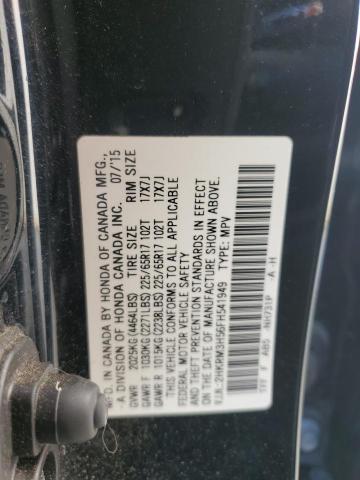 MFD. IN CANADA BY HONDA OF CANADA MFG.,
-A DIVISION OF HONDA CANADA INC. 07/15
GVWR 2025KG(4464LBS) TIRE SIZE RIM SIZE
GAWR F 1030KG(2271LBS) 225/65R17 102T 17X7J
GAWR R 1015KG(2238LBS) 225/65R17 102T 17X7J
THIS VEHICLE CONFORMS TO ALL APPLICABLE
FEDERAL MOTOR VEHICLE SAFETY
AND THEFT PREVENTION STANDARDS IN EFFECT
ON THE DATE OF MANUFACTURE SHOWN ABOVE.
V.I.N.:2HKRM3H56FH541949 TYPE: MPV
F ABS NH731P -A -H